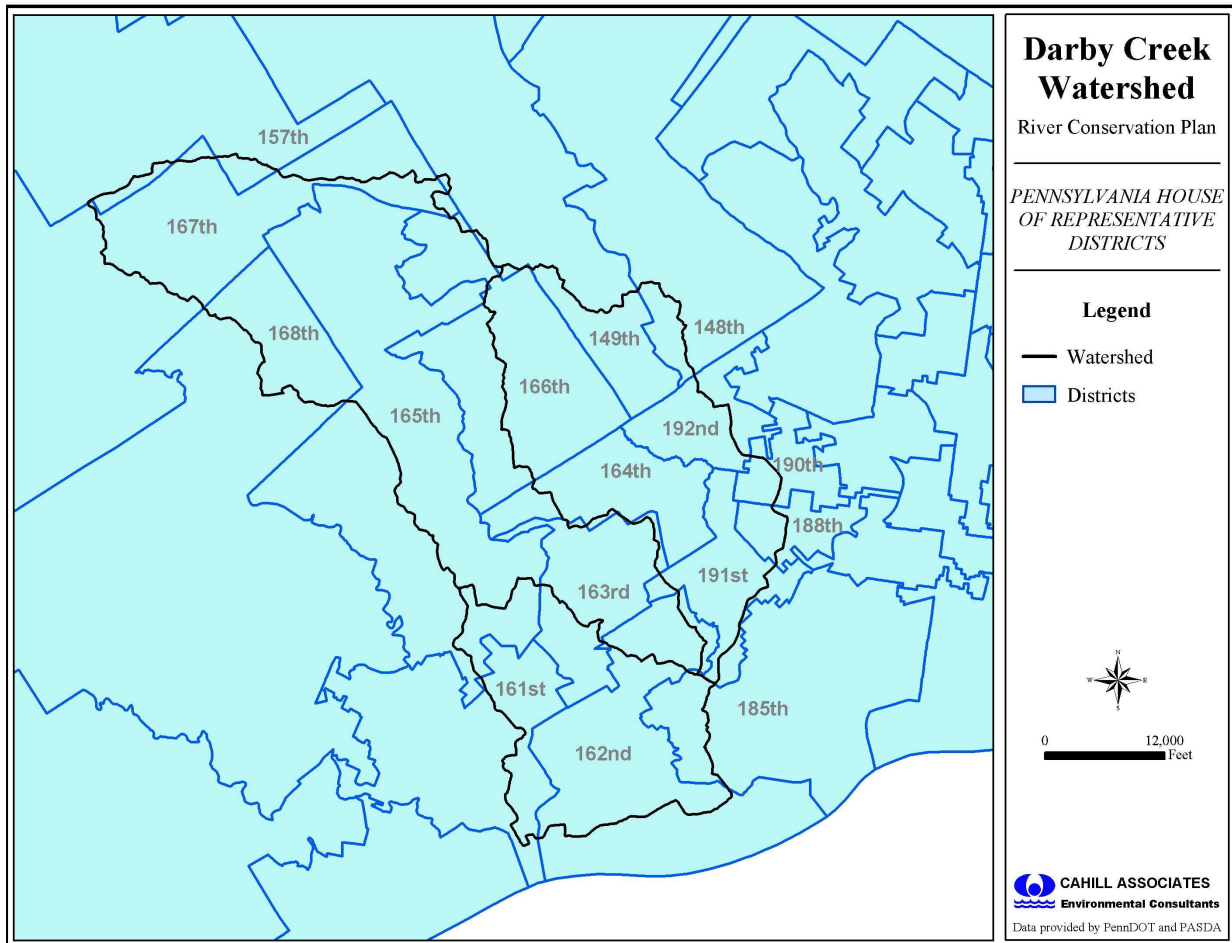 157th
167th
168th
149th
148th
166th
165th
192nd
164th
190th
188th
191st
163rd
161st
185th
162nd
Darby Creek
Watershed
River Conservation Plan
PENNSYLVANIA HOUSE
OF REPRESENTATIVE
DISTRICTS
Legend
Watershed
Districts
N
W E
S
0 12,000
Feet
CAHILL ASSOCIATES
Environmental Consultants
Data provided by PennDOT and PASDA